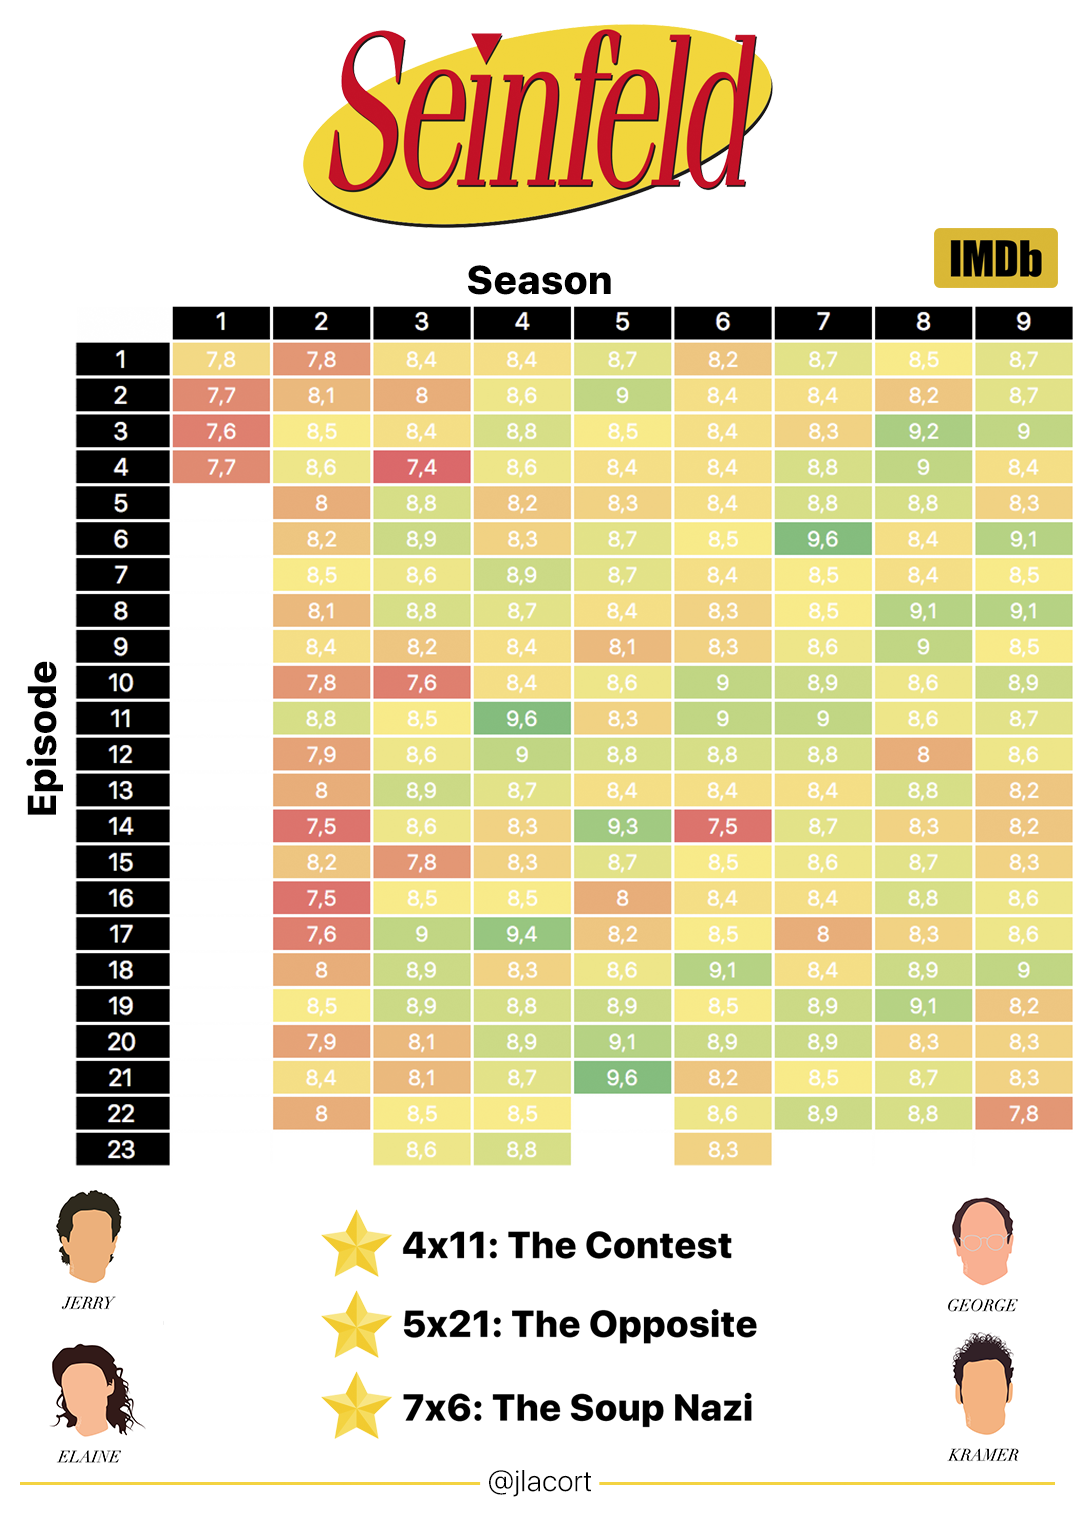 Seinfeld
IMDb
Season
1 2 3 4 5 6 7 8 9
Episode
1 7,8 7,8 8,4 8,4 8,7 8,2 8,7 8,5 8,7
2 7,7 8,1 8 8,6 9 8,4 8,4 8,2 8,7
3 7,6 8,5 8,4 8,8 8,5 8,4 8,3 9,2 9
4 7,7 8,6 7,4 8,6 8,4 8,4 8,8 9 8,4
5 8 8,8 8,2 8,3 8,4 8,8 8,8 8,3
6 8,2 8,9 8,3 8,7 8,5 9,6 8,4 9,1
7 8,5 8,6 8,9 8,7 8,4 8,5 8,4 8,5
8 8,1 8,8 8,7 8,4 8,3 8,5 9,1 9,1
9 8,4 8,2 8,4 8,1 8,3 8,6 9 8,5
10 7,8 7,6 8,4 8,6 9 8,9 8,6 8,9
11 8,8 8,5 9,6 8,3 9 9 8,6 8,7
12 7,9 8,6 9 8,8 8,8 8,8 8 8,6
13 8 8,9 8,7 8,4 8,4 8,4 8,8 8,2
14 7,5 8,6 8,3 9,3 7,5 8,7 8,3 8,2
15 8,2 7,8 8,3 8,7 8,5 8,6 8,7 8,3
16 7,5 8,5 8,5 8 8,4 8,4 8,8 8,6
17 7,6 9 9,4 8,2 8,5 8 8,3 8,6
18 8 8,9 8,3 8,6 9,1 8,4 8,9 9
19 8,5 8,9 8,8 8,9 8,5 8,9 9,1 8,2
20 7,9 8,1 8,9 9,1 8,9 8,9 8,3 8,3
21 8,4 8,1 8,7 9,6 8,2 8,5 8,7 8,3
22 8 8,5 8,5 8,6 8,9 8,8 7,8
23 8,6 8,8 8,3
4x11: The Contest
5x21: The Opposite
7x6: The Soup Nazi
JERRY
GEORGE
ELAINE
KRAMER
@jlacort